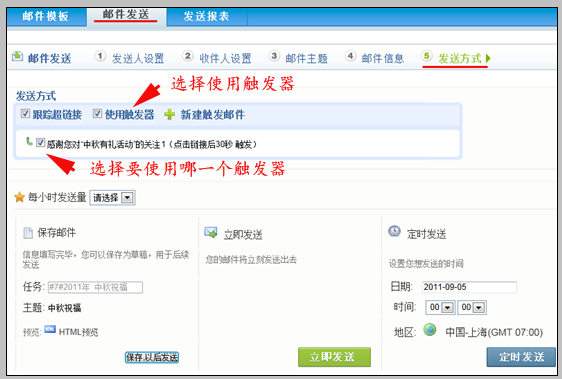 邮件模板 邮件发送 发送报表
邮件发送 1 发送人设置 2 收件人设置 3 邮件主题 4 邮件信息 5 发送方式
选择使用触发器
发送方式
跟踪超链接 使用触发器 新建触发邮件
感谢您对'中秋有礼活动'的关注1（点击链接后30秒 触发）
选择要使用哪一个触发器
每小时发送量 请选择
保存邮件
信息填写完毕，您可以保存为草稿，用于后续
发送
任务: #7#2011年 中秋祝福
主题: 中秋祝福
预览: HTML预览
保存,以后发送
立即发送
您的邮件将立刻发送出去
立即发送
定时发送
设置您想发送的时间
日期: 2011-09-05
时间: 00 00
地区: 中国-上海(GMT 07:00)
定时发送